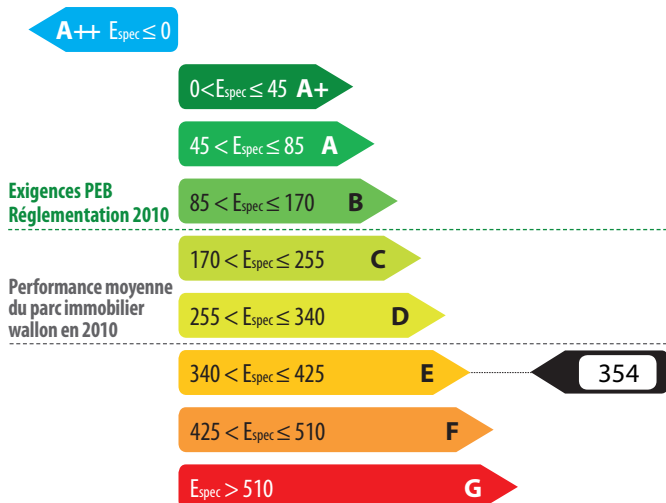 A++ Espec ≤ 0
0<Espec ≤ 45 A+
45 < Espec ≤ 85 A
Exigences PEB
Réglementation 2010
85 < Espec ≤ 170 B
170 < Espec ≤ 255 C
Performance moyenne
du parc immobilier
wallon en 2010
255 < Espec ≤ 340 D
340 < Espec ≤ 425 E 354
425 < Espec ≤ 510 F
Espec > 510 G